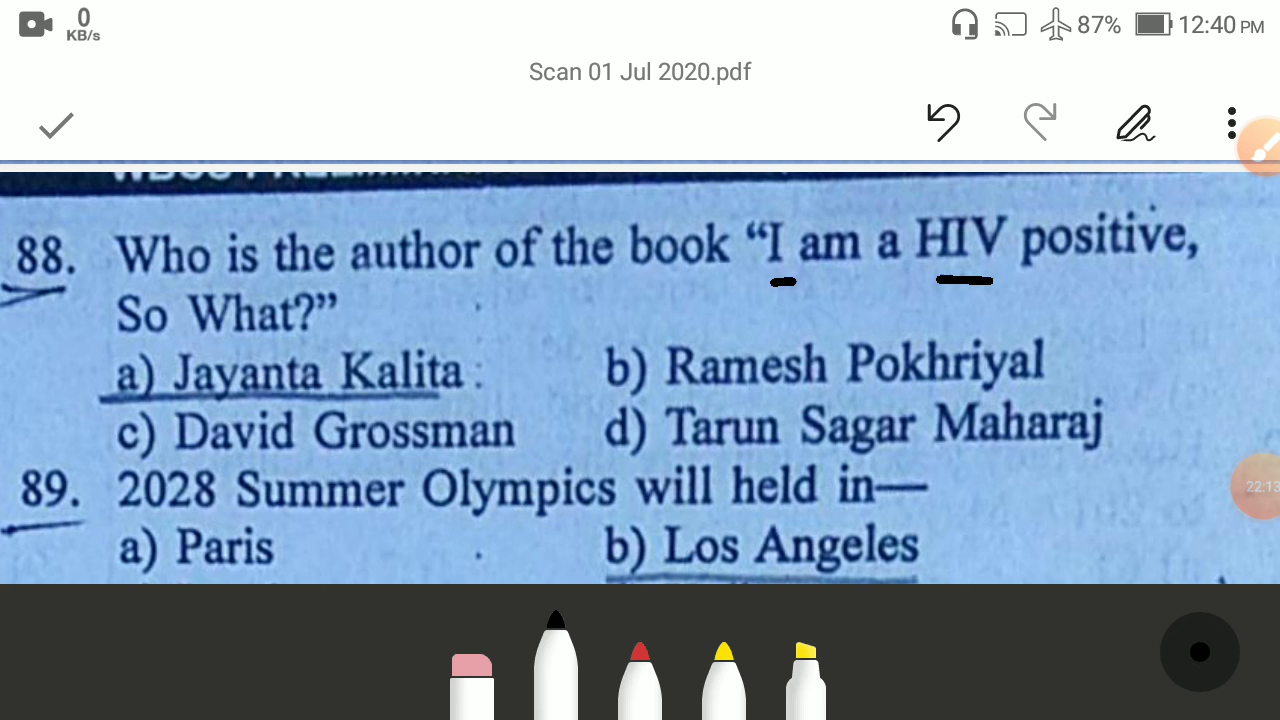 0
KB/s
87% 12:40 PM
Scan 01 Jul 2020.pdf
88. Who is the author of the book “I am a HIV positive,
So What?”
a) Jayanta Kalita b) Ramesh Pokhriyal
c) David Grossman d) Tarun Sagar Maharaj
89. 2028 Summer Olympics will held in—
a) Paris b) Los Angeles
22:13